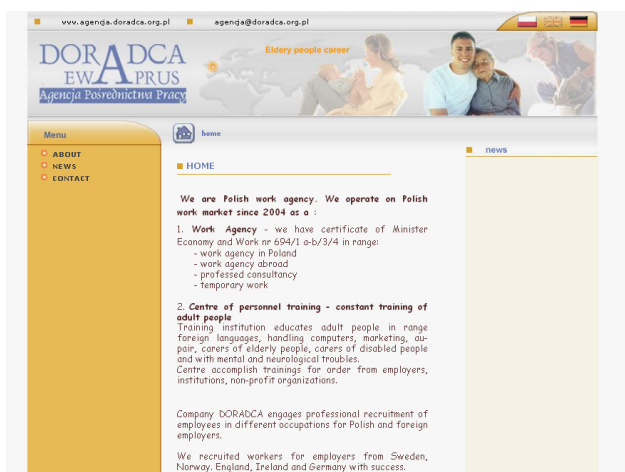 www.agencja.doradca.org.pl agencja@doradca.org.pl
DORADCA
EWA PRUS
Agencja Pośrednictwa Pracy
Eldery people career
Menu
home
ABOUT
NEWS
CONTACT
news
HOME
We are Polish work agency. We operate on Polish
work market since 2004 as a :
1. Work Agency - we have certificate of Minister
Economy and Work nr 694/1 a-b/3/4 in range:
- work agency in Poland
- work agency abroad
- professed consultancy
- temporary work
2. Centre of personnel training - constant training of
adult people
Training institution educates adult people in range
foreign languages, handling computers, marketing, au-
pair, carers of elderly people, carers of disabled people
and with mental and neurological troubles.
Centre accomplish trainings for order from employers,
institutions, non-profit organizations.
Company DORADCA engages professional recruitment of
employees in different occupations for Polish and foreign
employers.
We recruited workers for employers from Sweden,
Norway. England, Ireland and Germany with success.